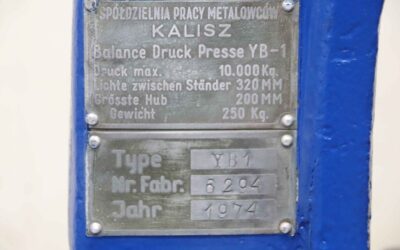 SPÓŁDZIELNIA PRACY METALOWCÓW
KALISZ
Balance Druck Presse YB-1
Druck max. 10.000 Kg.
Lichte zwischen Ständer 320 MM
Grösste Hub 200 MM
Gewicht 250 Kg.
Type YB1
Nr. Fabr. 6294
Jahr 1974